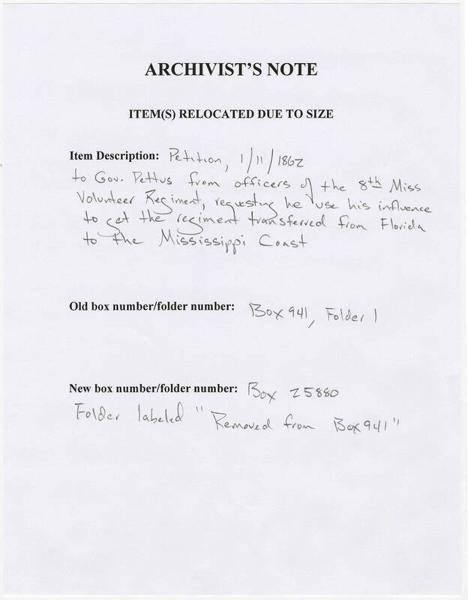 ARCHIVIST'S NOTE
ITEM(S) RELOCATED DUE TO SIZE
Item Description: Petition, 1/11/1862
to Gov. Pettus from officers of the 8th Miss
Volunteer Regiment, requesting he use his influence
to get the regiment transferred from Florida
to the Mississippi Coast
Old box number/folder number: Box 941, Folder 1
New box number/folder number: Box 25880
Folder labeled "Removed from Box 941"